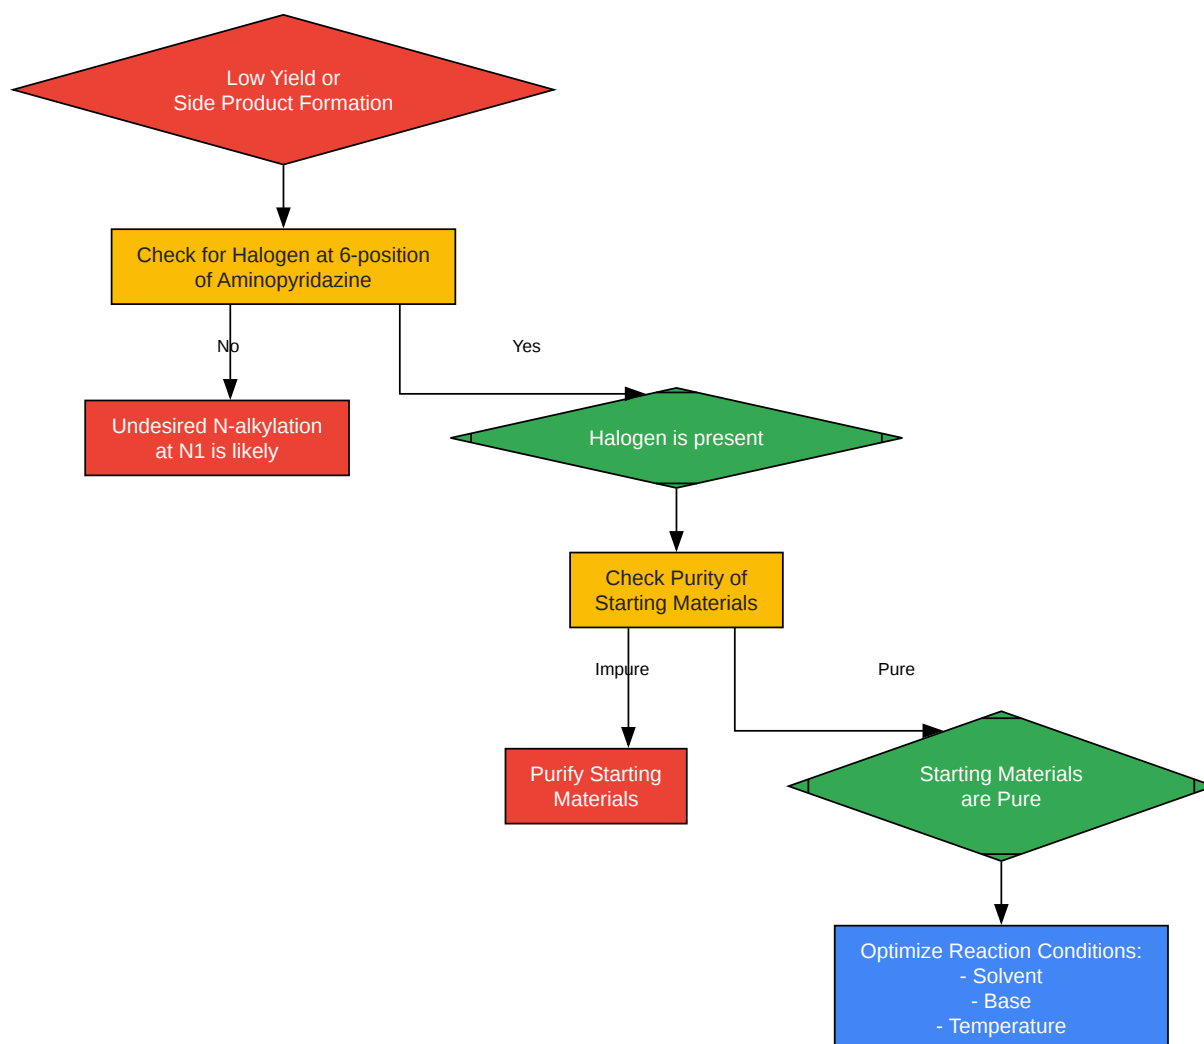 Low Yield or
Side Product Formation
Check for Halogen at 6-position
of Aminopyridazine
No
Yes
Undesired N-alkylation
at N1 is likely
Halogen is present
Check Purity of
Starting Materials
Impure
Pure
Purify Starting
Materials
Starting Materials
are Pure
Optimize Reaction Conditions:
- Solvent
- Base
- Temperature